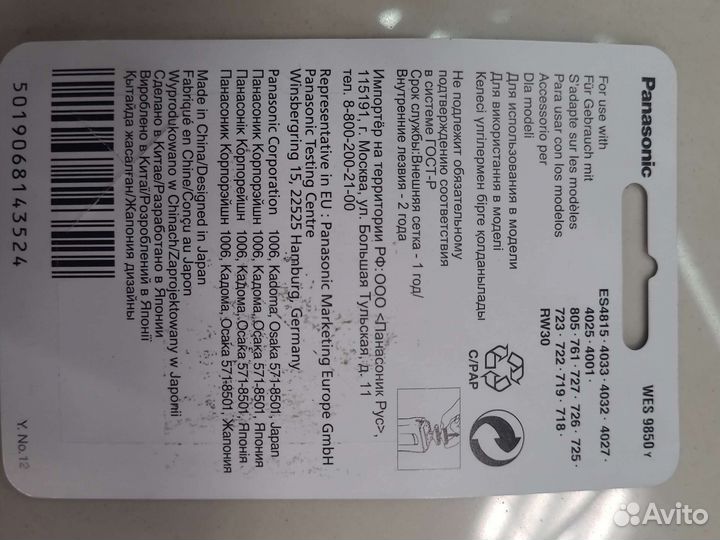 Panasonic
WES 9850 Y
For use with
Für Gebrauch mit
S'adapte sur les modèles
Para usar con los modelos
Accessorio per
Dla modeli
Для использования в модели
Для використання в моделі
Келесі үлгілермен бірге қолданылады
ES4815 · 4033 · 4032 · 4027 ·
4025 · 4001 ·
805 · 761 · 727 · 726 · 725 ·
723 · 722 · 719 · 718 ·
RW30
Не подлежит обязательному
подтверждению соответствия
в системе ГОСТ-Р
Срок службы:Внешняя сетка - 1 год/
Внутренние лезвия - 2 года
C/PAP
Импортёр на территории РФ:ООО <Панасоник Рус>,
115191, г. Москва, ул. Большая Тульская, д. 11
тел. 8-800-200-21-00
Representative in EU : Panasonic Marketing Europe GmbH
Panasonic Testing Centre
Winsbergring 15, 22525 Hamburg, Germany
Panasonic Corporation 1006, Kadoma, Osaka 571-8501, Japan
Панасоник Корпорэйшн 1006, Кадома, Осака 571-8501, Япония
Панасонік Корпорейшн 1006, Кадома, Осака 571-8501, Японія
Панасоник Корпорэйшн 1006, Кадома, Осака 571-8501, Жапония
Made in China/Designed in Japan
Fabriqué en Chine/Conçu au Japon
Wyprodukowano w Chinach/Zaprojektowany w Japonii
Сделано в Китае/Разработано в Японии
Вироблено в Китаї/Розроблений в Японії
Қытайда жасалған/Жапония дизайны
5019068143524
Y. No.12
Avito